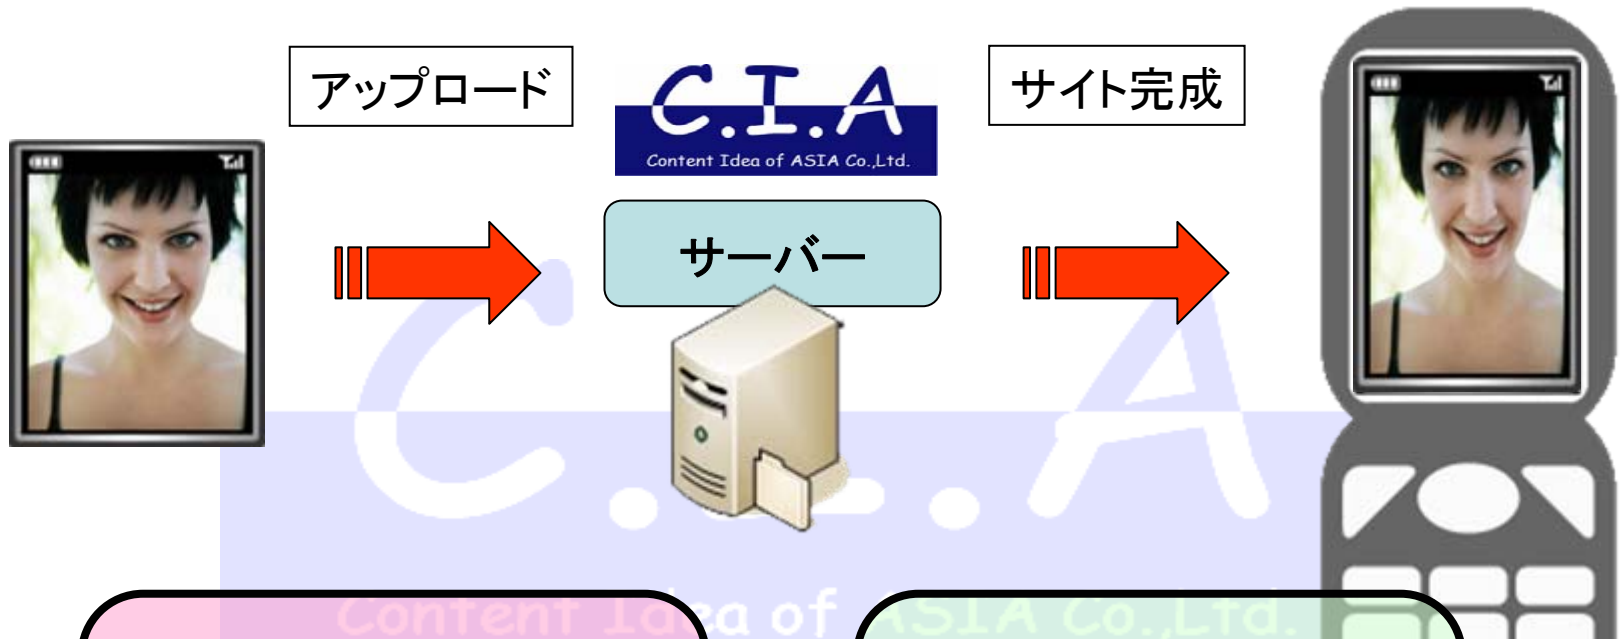 アップロード
C.I.A
Content Idea of ASIA Co.,Ltd.
サイト完成
サーバー
C.I.A
Content Idea of ASIA Co.,Ltd.